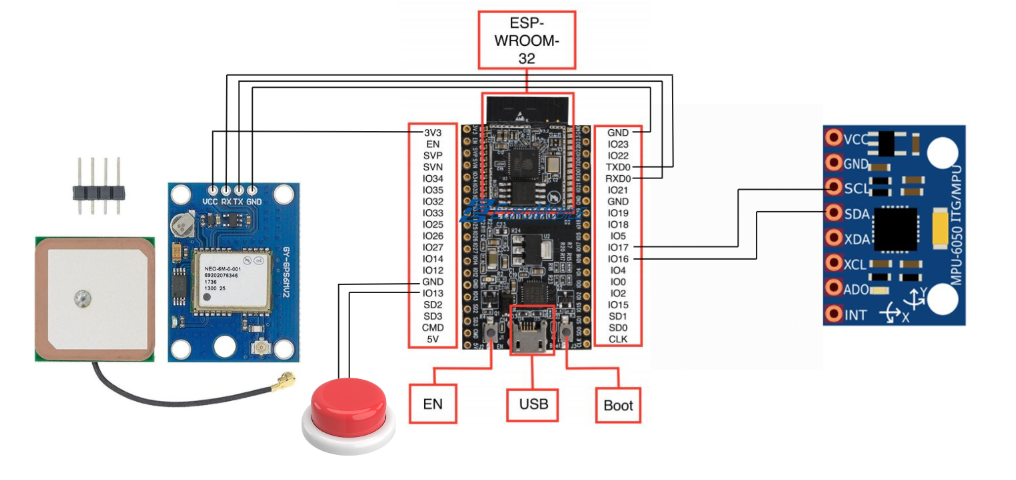 ESP-
WROOM-
32
3V3
EN
SVP
SVN
IO34
IO35
IO32
IO33
IO25
IO26
IO27
IO14
IO12
GND
IO13
SD2
SD3
CMD
5V
GND
IO23
IO22
TXD0
RXD0
IO21
GND
IO19
IO18
IO5
IO17
IO16
IO4
IO0
IO2
IO15
SD1
SD0
CLK
VCC RX TX GND
GY-GPS6MV2
NEO-6M-0-001
1736
VCC
GND
SCL
SDA
XDA
XCL
ADO
INT
MPU-6050 ITG/MPU
Y
X
EN
USB
Boot